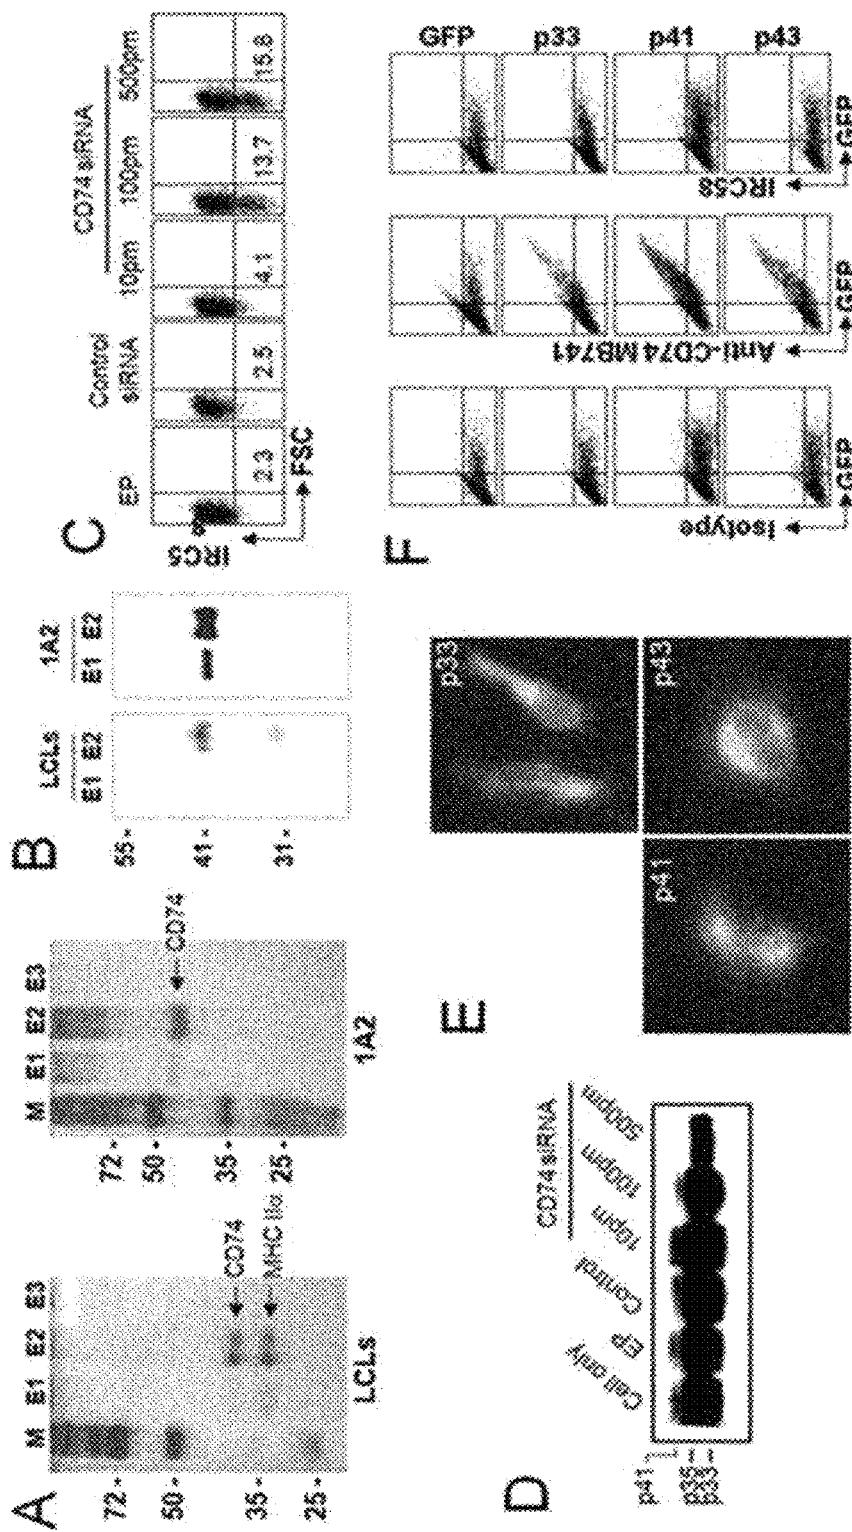 A
M E1 E2 E3
72
50
35
25
CD74
MHC IIα
LCLs
M E1 E2 E3
72
50
35
25
CD74
1A2
B
LCLs
1A2
E1 E2
E1 E2
55
41
31
C
EP
Control
siRNA
CD74 siRNA
10pm
100pm
500pm
2.3
2.5
4.1
13.7
15.8
IRC5
FSC
D
Cell only
EP
Control
10pm
100pm
500pm
CD74 siRNA
p41
p35
p33
E
p33
p41
p43
F
GFP
p33
p41
p43
Isotype
GFP
Anti-CD74 MB741
GFP
IRC58
GFP